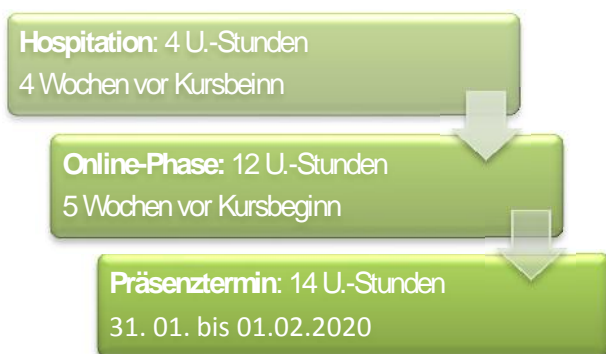 Hospitation: 4 U.-Stunden
4 Wochen vor Kursbeinn
Online-Phase: 12 U.-Stunden
5 Wochen vor Kursbeginn
Präsenztermin: 14 U.-Stunden
31. 01. bis 01.02.2020